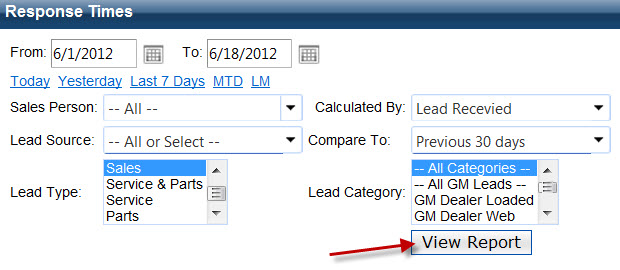 Response Times
From: 6/1/2012 To: 6/18/2012
Today Yesterday Last 7 Days MTD LM
Sales Person: -- All -- Calculated By: Lead Recevied
Lead Source: -- All or Select -- Compare To: Previous 30 days
Lead Type: Sales
Service & Parts
Service
Parts
Lead Category: -- All Categories --
-- All GM Leads --
GM Dealer Loaded
GM Dealer Web
View Report